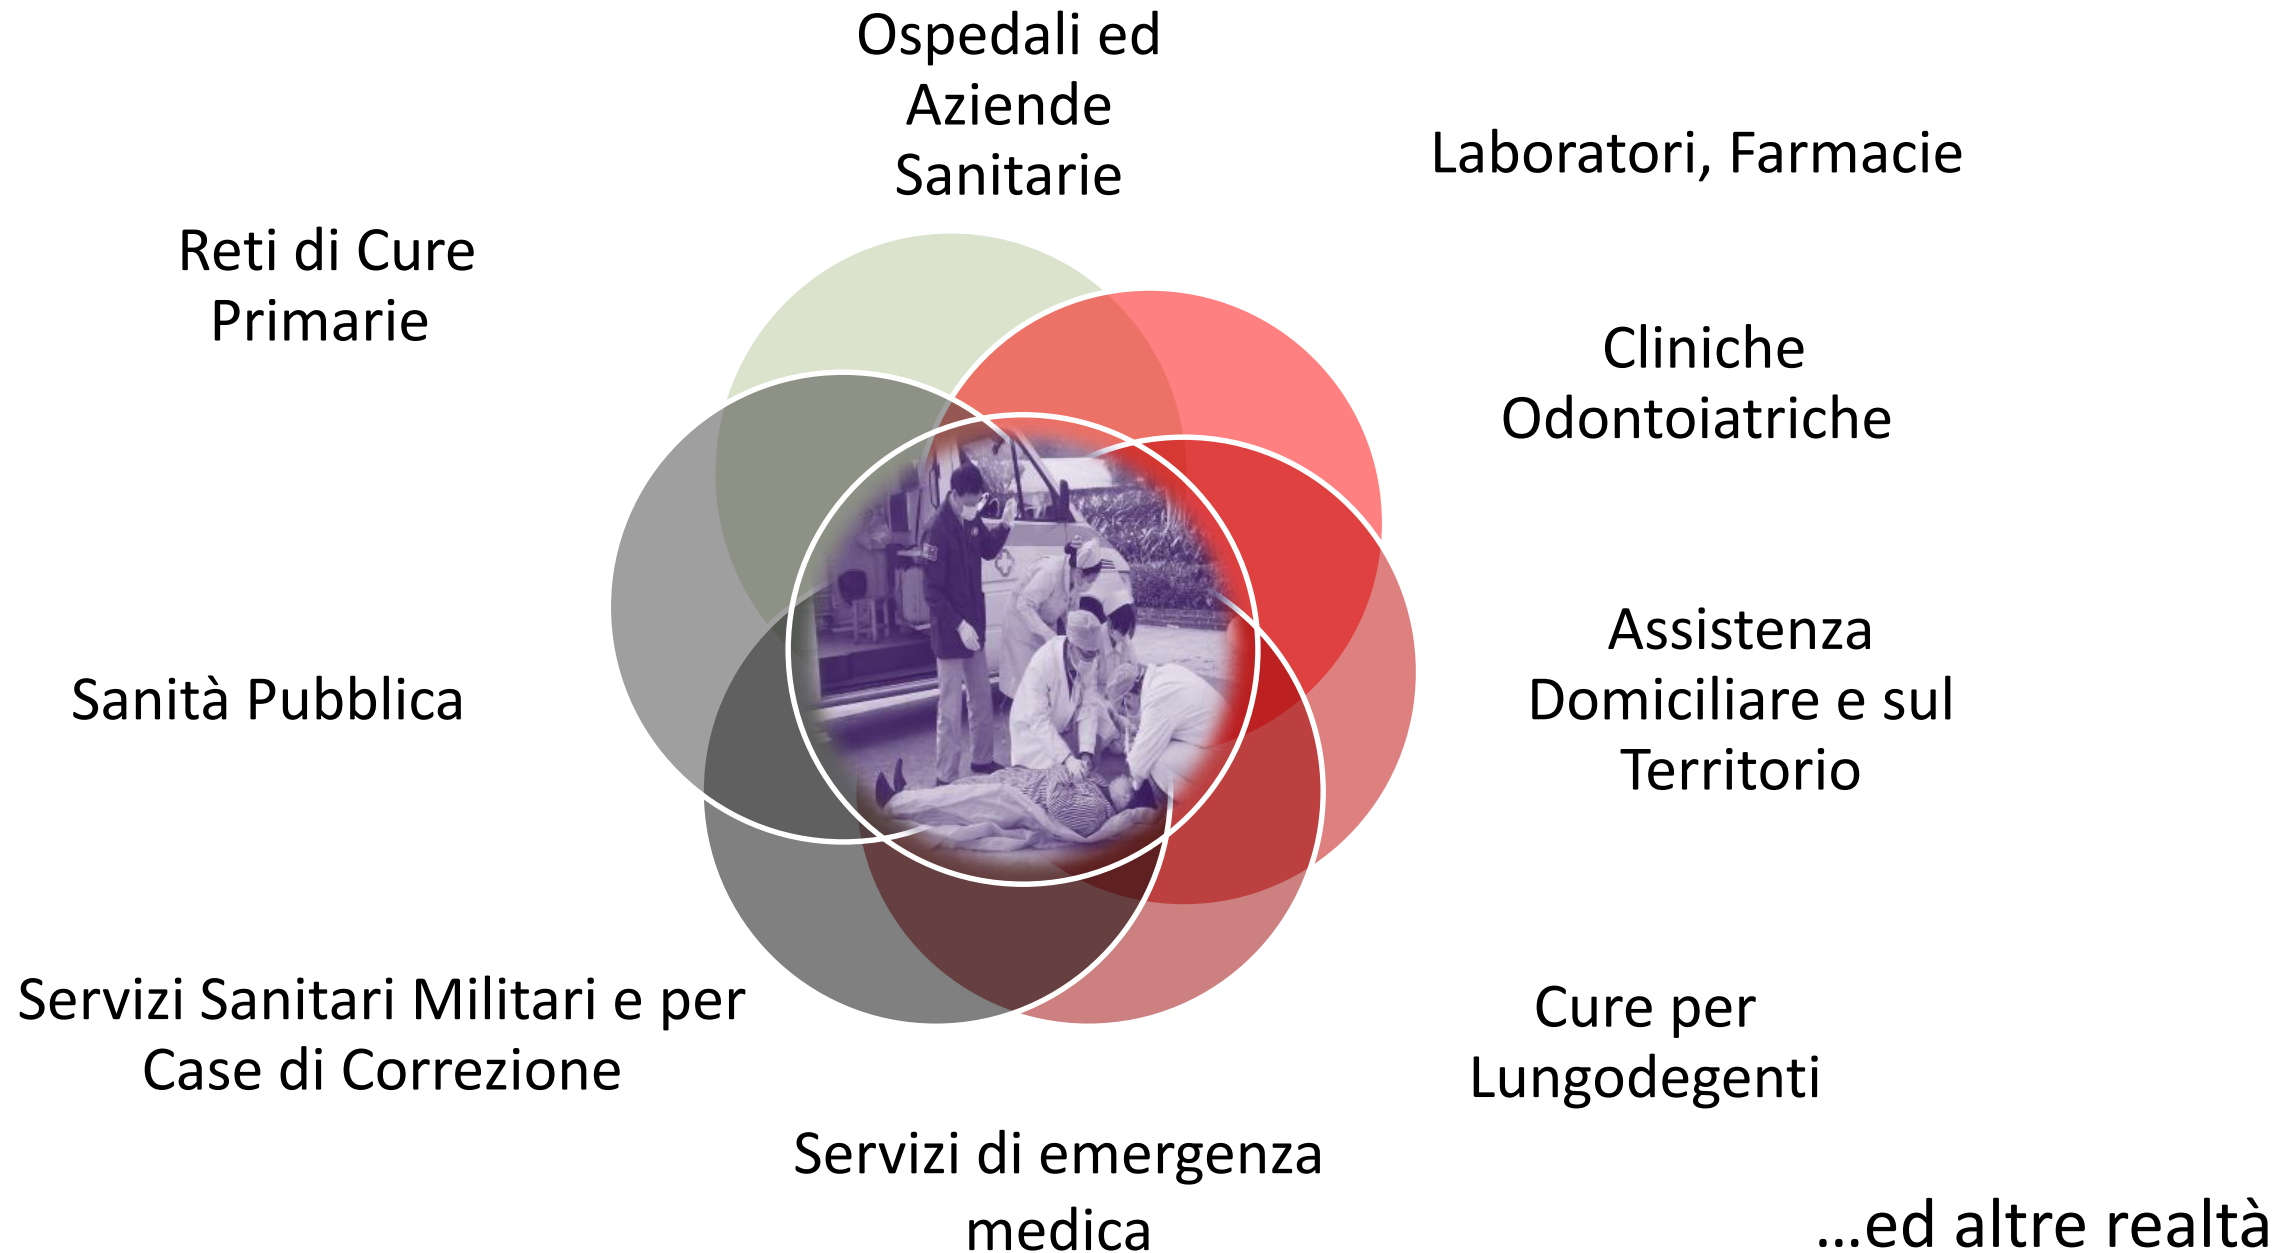 Ospedali ed
Aziende
Sanitarie
Laboratori, Farmacie
Reti di Cure
Primarie
Cliniche
Odontoiatriche
Assistenza
Domiciliare e sul
Territorio
Sanità Pubblica
Servizi Sanitari Militari e per
Case di Correzione
Cure per
Lungodegenti
Servizi di emergenza
medica
...ed altre realtà